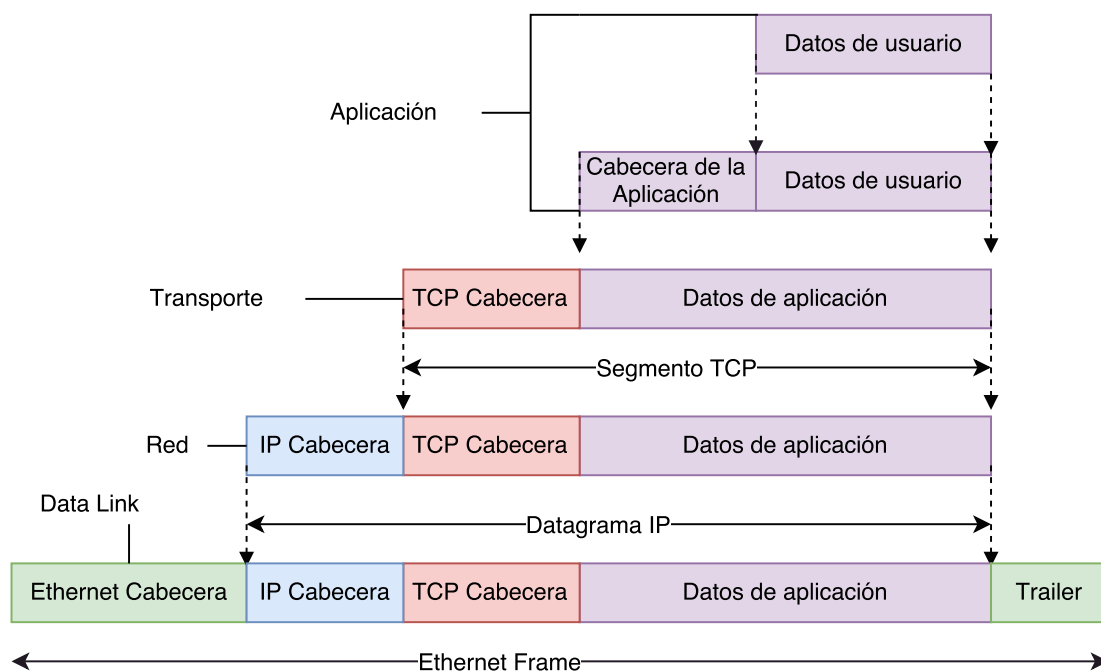 Datos de usuario
Aplicación
Cabecera de la
Aplicación
Datos de usuario
Transporte
TCP Cabecera
Datos de aplicación
Segmento TCP
Red
IP Cabecera
TCP Cabecera
Datos de aplicación
Data Link
Datagrama IP
Ethernet Cabecera
IP Cabecera
TCP Cabecera
Datos de aplicación
Trailer
Ethernet Frame